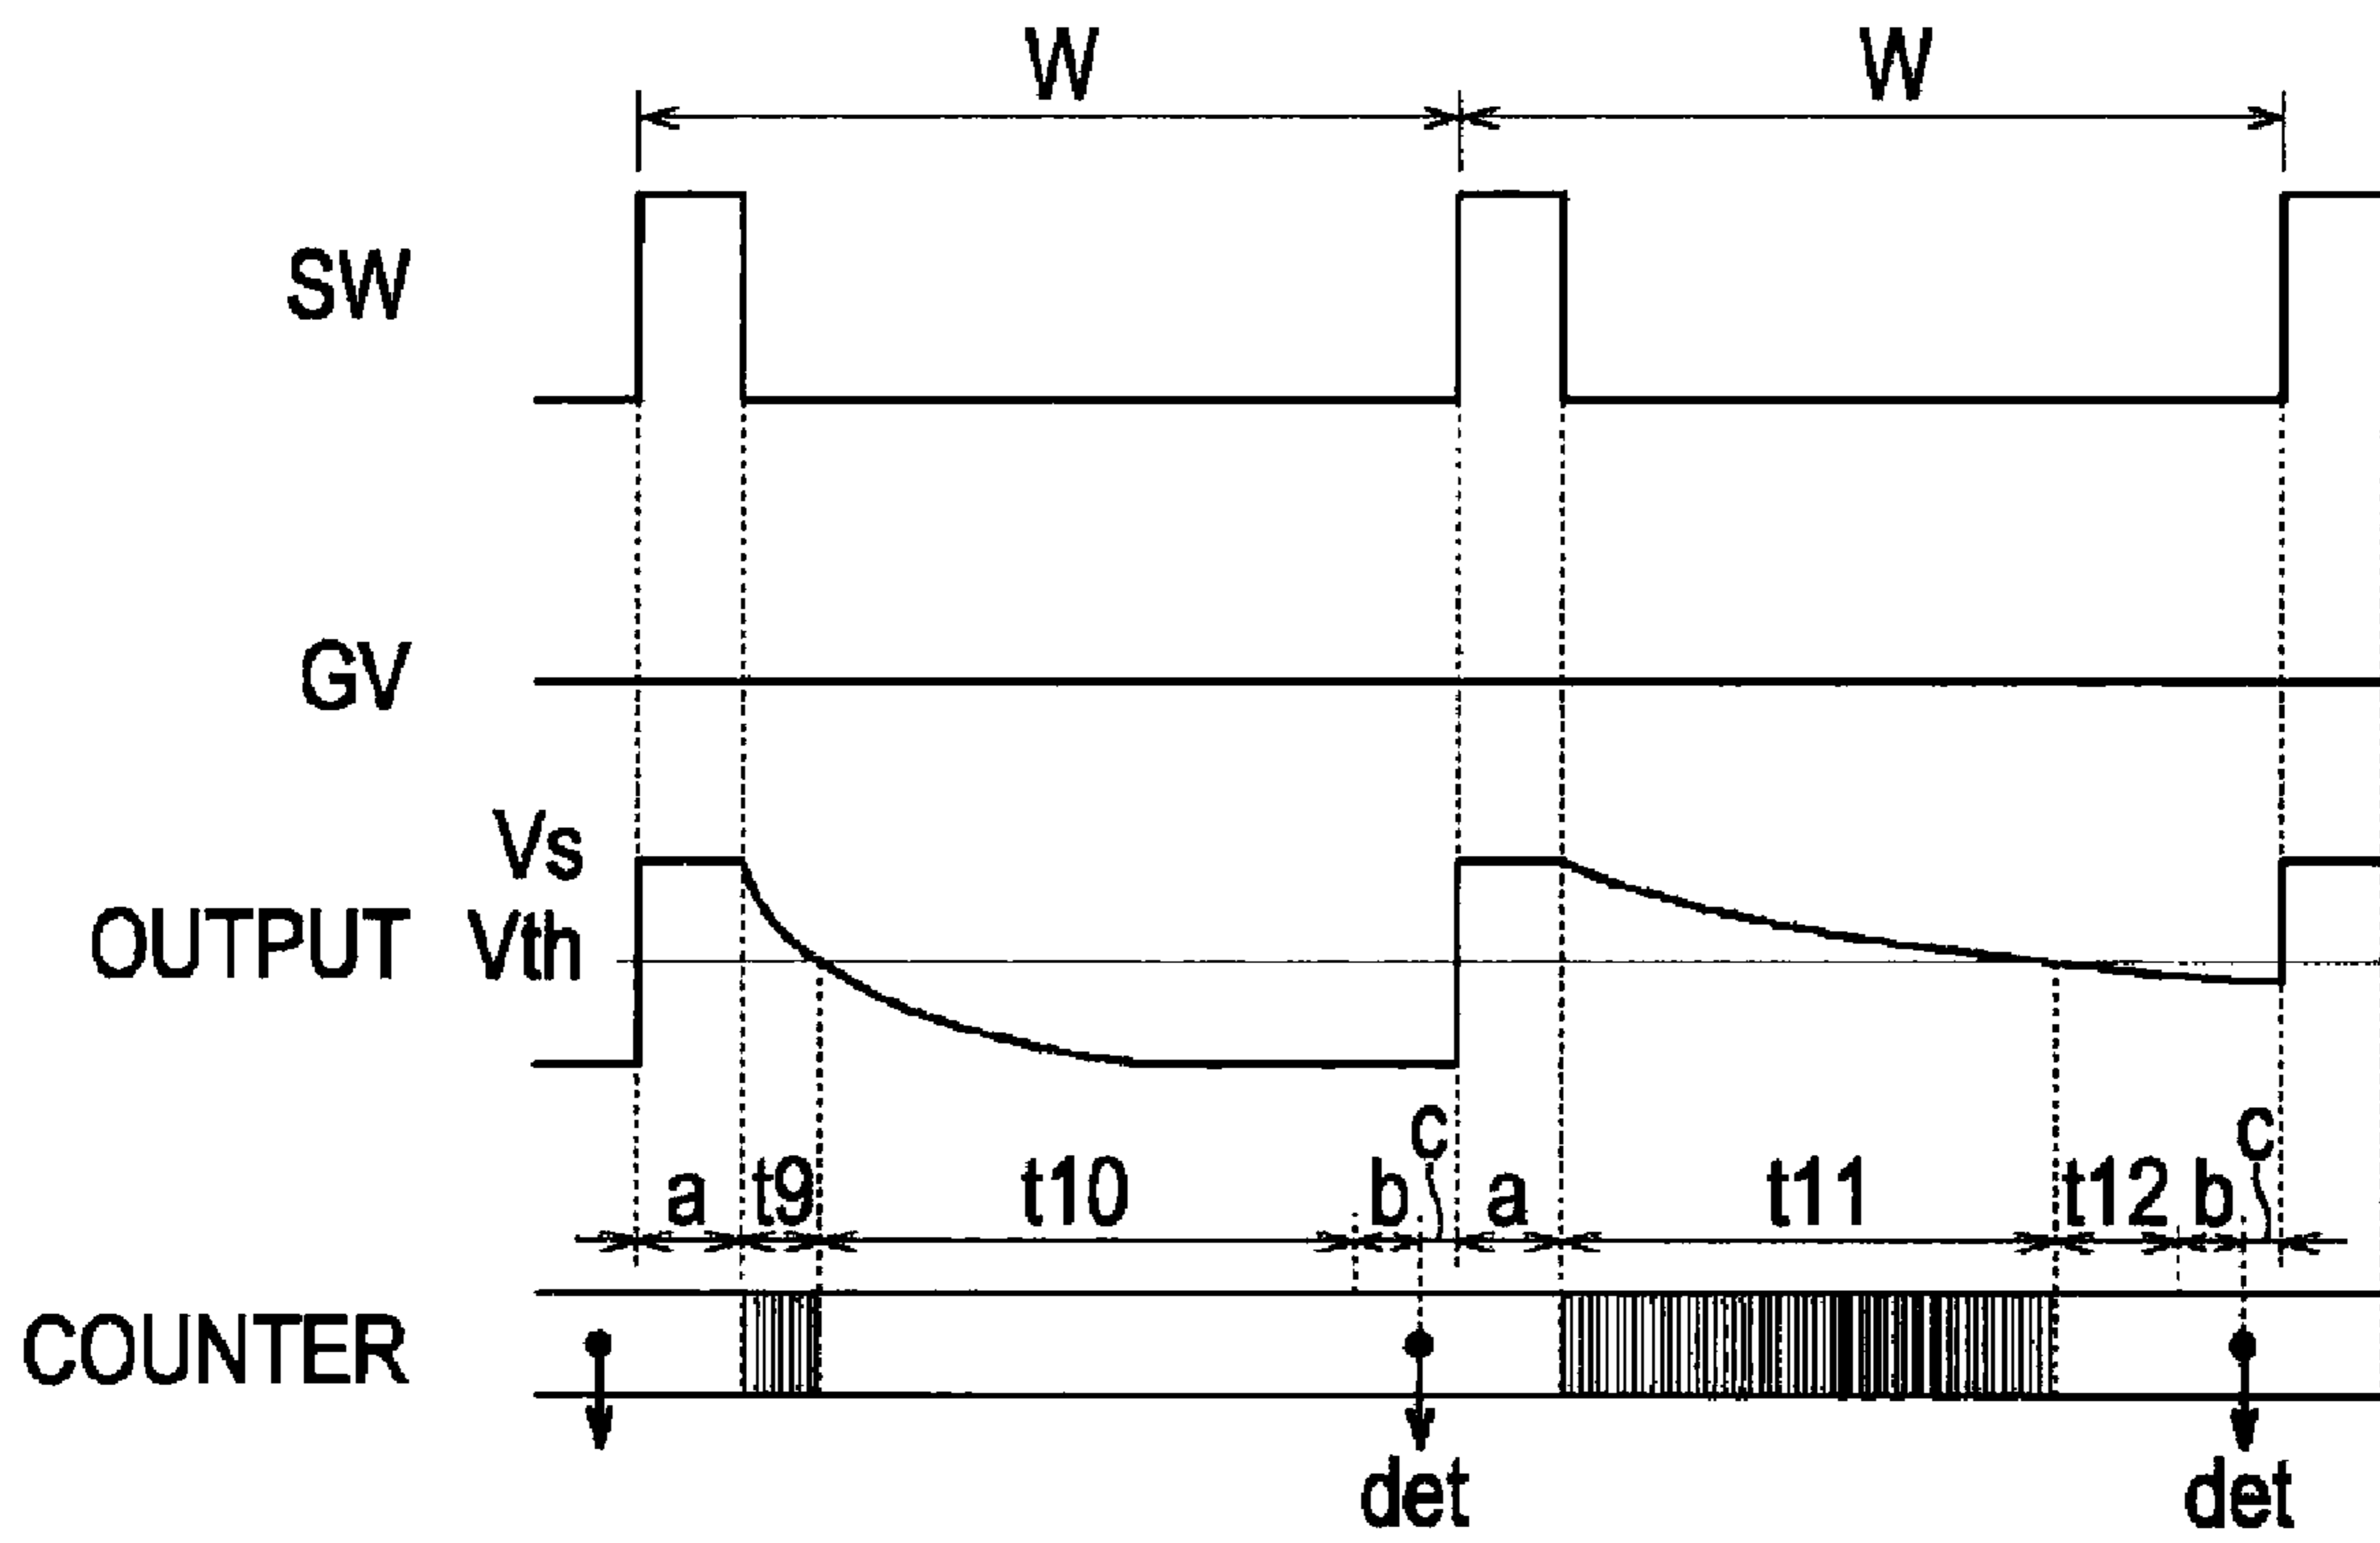 W W
SW
GV
Vs
OUTPUT Vth
c c
a t9 t10 b a t11 t12 b
COUNTER
det det